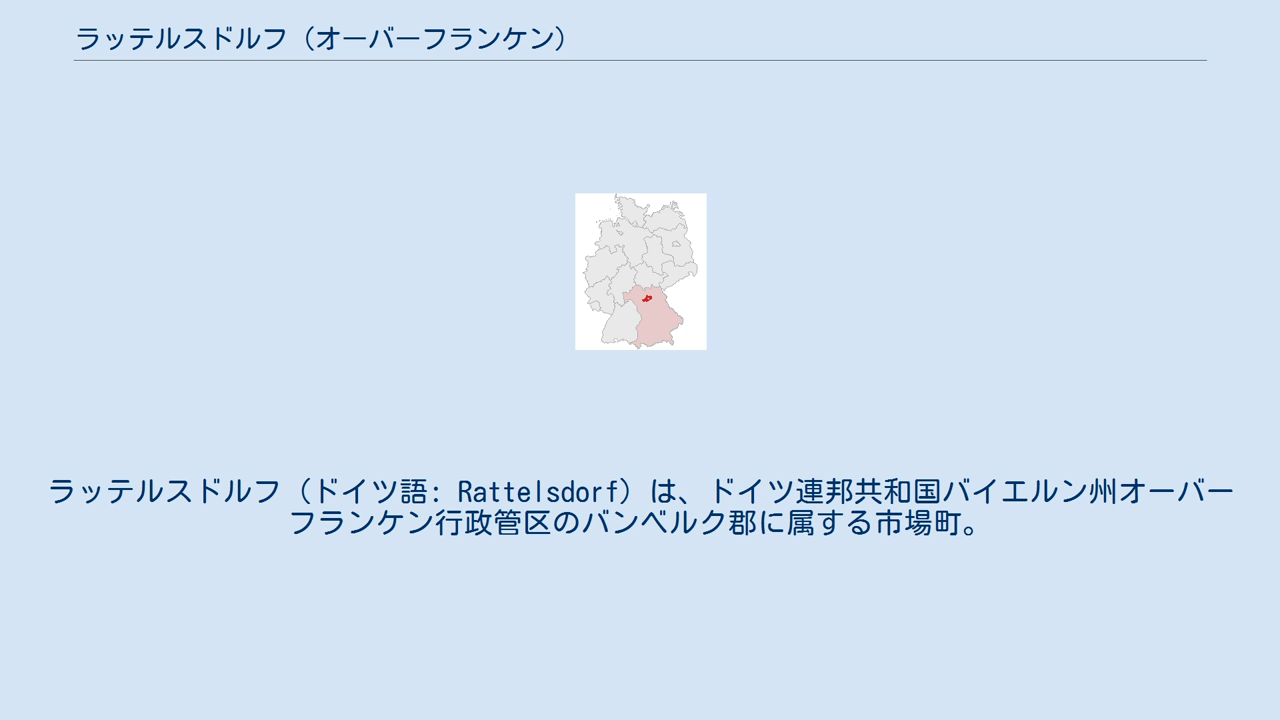 ラッテルスドルフ（オーバーフランケン）
ラッテルスドルフ（ドイツ語: Rattelsdorf）は、ドイツ連邦共和国バイエルン州オーバー
フランケン行政管区のバンベルク郡に属する市場町。